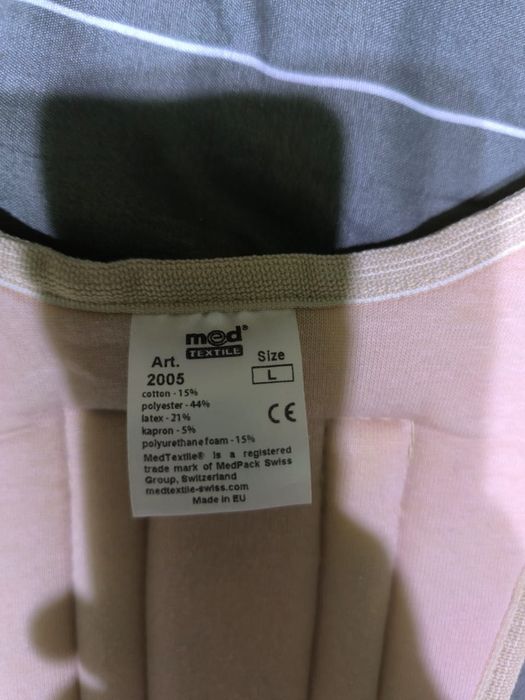 med®
TEXTILE
Art.
2005
Size
L
cotton - 15%
polyester - 44%
latex - 21%
kapron - 5%
polyurethane foam - 15%
CE
MedTextile® is a registered
trade mark of MedPack Swiss
Group, Switzerland
medtextile-swiss.com
Made in EU